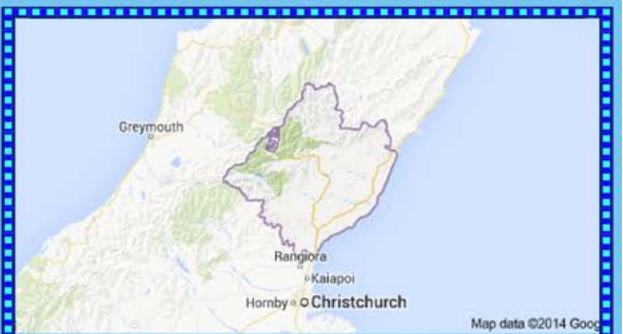 Greymouth
Rangiora
Kaiapoi
Hornby
Christchurch
Map data ©2014 Goog